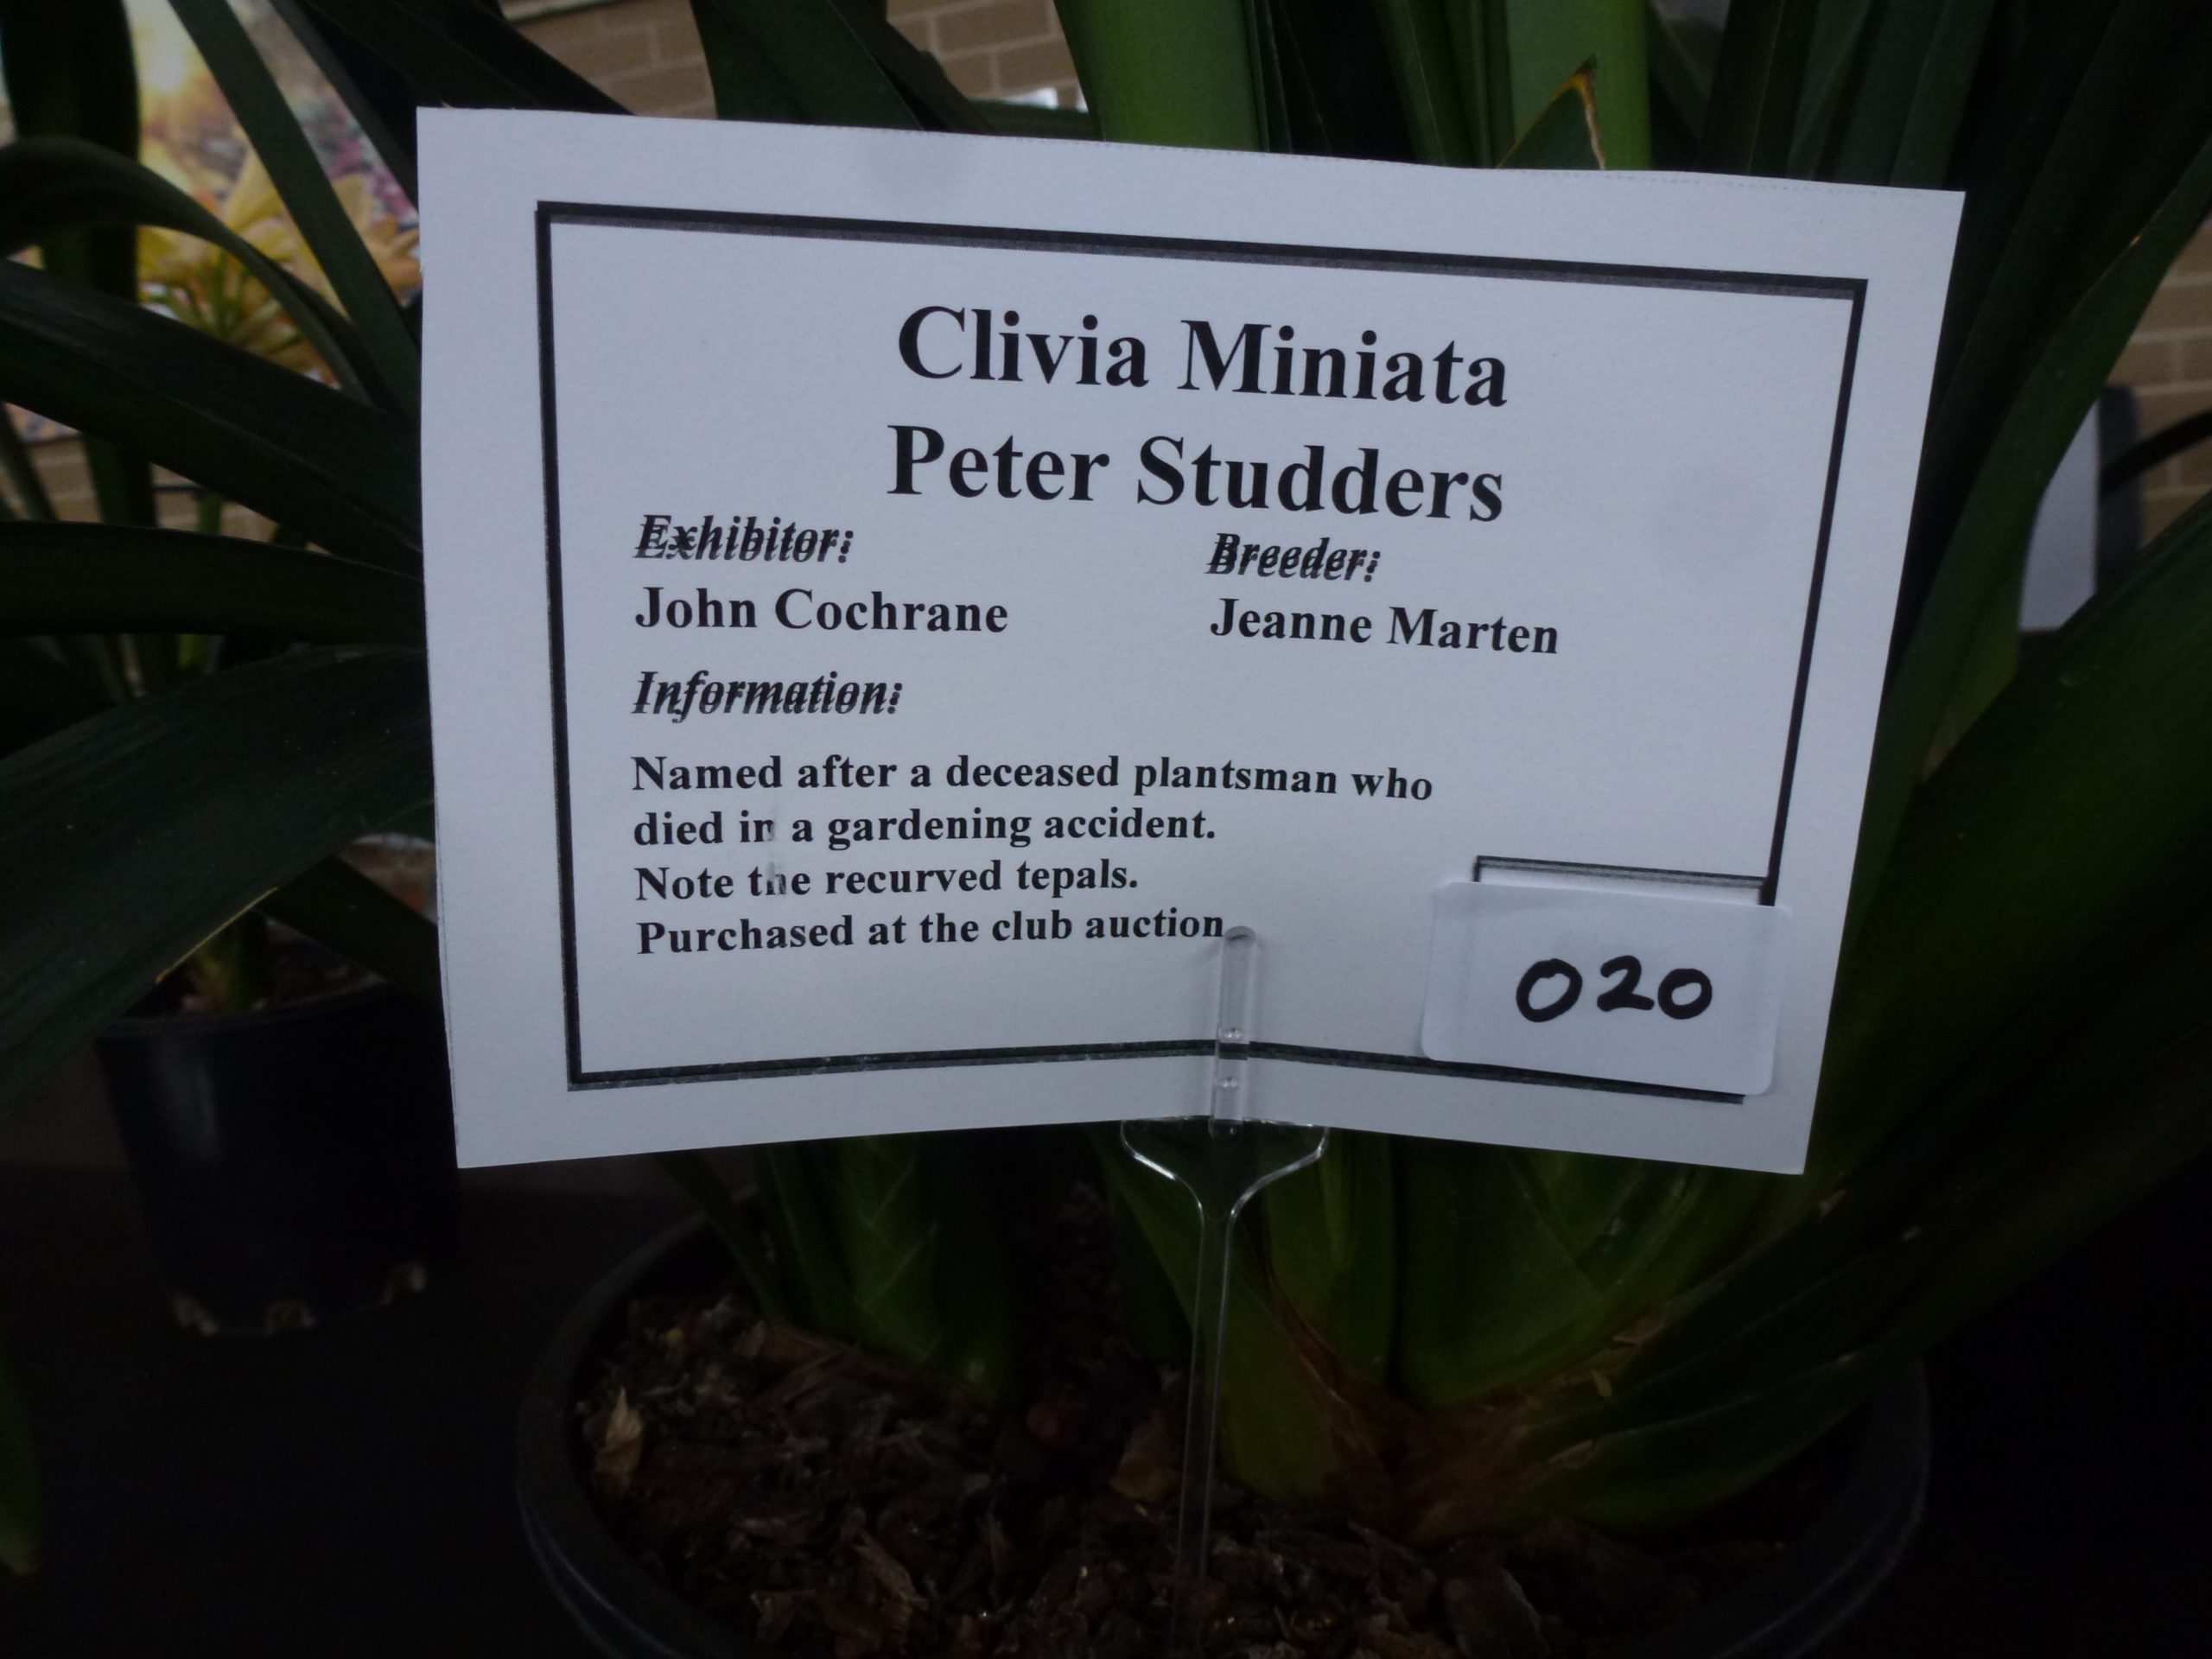 Clivia Miniata
Peter Studders
Exhibitor: Breeder:
John Cochrane Jeanne Marten
Information:
Named after a deceased plantsman who
died in a gardening accident.
Note the recurved tepals.
Purchased at the club auction
020